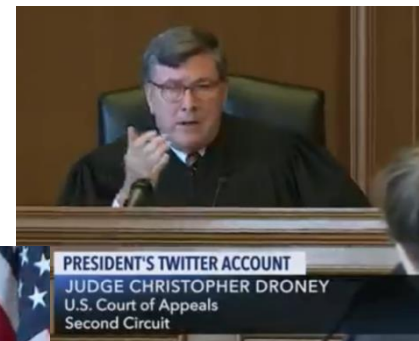 PRESIDENT'S TWITTER ACCOUNT
JUDGE CHRISTOPHER DRONEY
U.S. Court of Appeals
Second Circuit